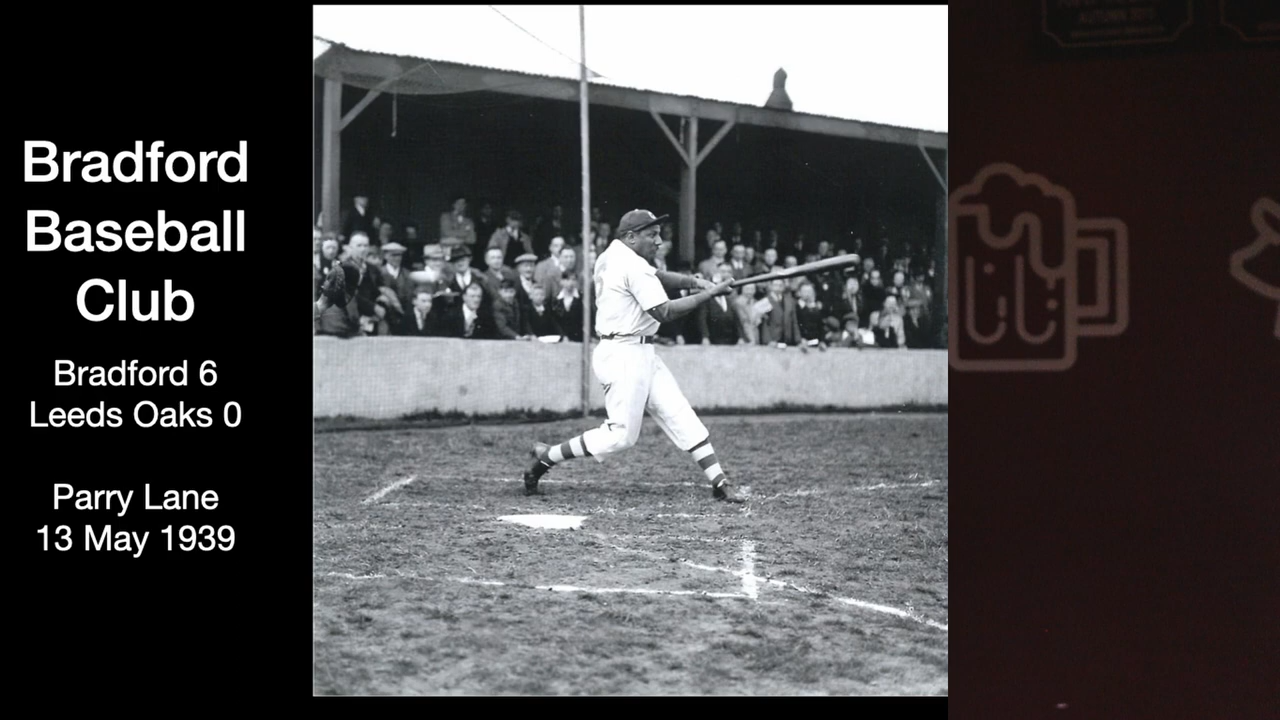 Bradford
Baseball
Club
Bradford 6
Leeds Oaks 0
Parry Lane
13 May 1939